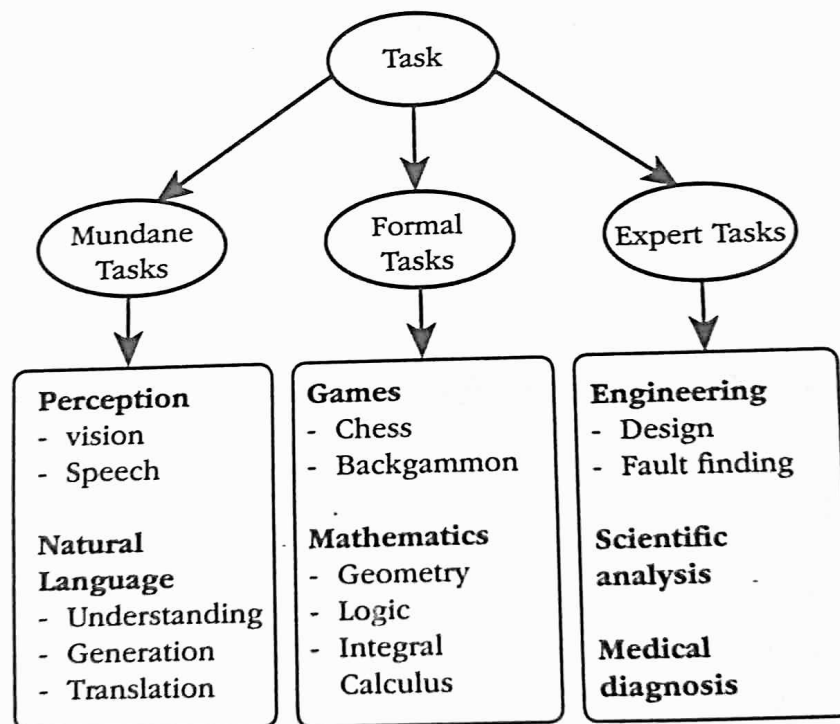 Task
Mundane
Tasks
Formal
Tasks
Expert Tasks
Perception
- vision
- Speech
Natural
Language
- Understanding
- Generation
- Translation
Games
- Chess
- Backgammon
Mathematics
- Geometry
- Logic
- Integral
Calculus
Engineering
- Design
- Fault finding
Scientific
analysis
Medical
diagnosis